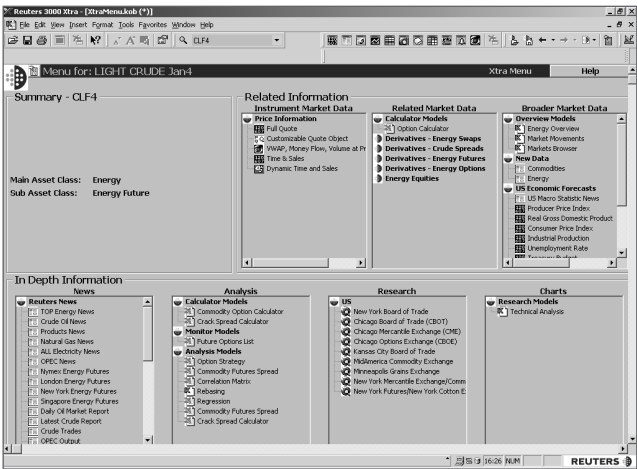 Reuters 3000 Xtra - [XtraMenu.kob (*)]
File Edit View Insert Format Tools Favorites Window Help
CLF4
Menu for: LIGHT CRUDE Jan4
Xtra Menu
Help
Summary - CLF4
Main Asset Class: Energy
Sub Asset Class: Energy Future
Related Information
Related Market Data
Instrument Market Data
Price Information
Full Quote
Customizable Quote Object
VWAP, Money Flow, Volume at Pr
Time & Sales
Dynamic Time and Sales
Calculator Models
Option Calculator
Derivatives - Energy Swaps
Derivatives - Crude Spreads
Derivatives - Energy Futures
Derivatives - Energy Options
Energy Equities
Broader Market Data
Overview Models
Energy Overview
Market Movements
Markets Browser
New Data
Commodities
Energy
US Economic Forecasts
US Macro Statistic News
Producer Price Index
Real Gross Domestic Product
Consumer Price Index
Industrial Production
Unemployment Rate
Treasury Budget
In Depth Information
News
Reuters News
TOP Energy News
Crude Oil News
Products News
Natural Gas News
ALL Electricity News
OPEC News
Nymex Energy Futures
London Energy Futures
New York Energy Futures
Singapore Energy Futures
Daily Oil Market Report
Latest Crude Report
Crude Trades
OPEC Output
Analysis
Calculator Models
Commodity Option Calculator
Crack Spread Calculator
Monitor Models
Future Options List
Analysis Models
Option Strategy
Commodity Futures Spread
Correlation Matrix
Rebasing
Regression
Commodity Futures Spread
Crack Spread Calculator
Research
US
New York Board of Trade
Chicago Board of Trade (CBOT)
Chicago Mercantile Exchange (CME)
Chicago Options Exchange (CBOE)
Kansas City Board of Trade
MidAmerica Commodity Exchange
Minneapolis Grains Exchange
New York Mercantile Exchange/Comm
New York Futures/New York Cotton E
Charts
Research Models
Technical Analysis
16:26 NUM
REUTERS